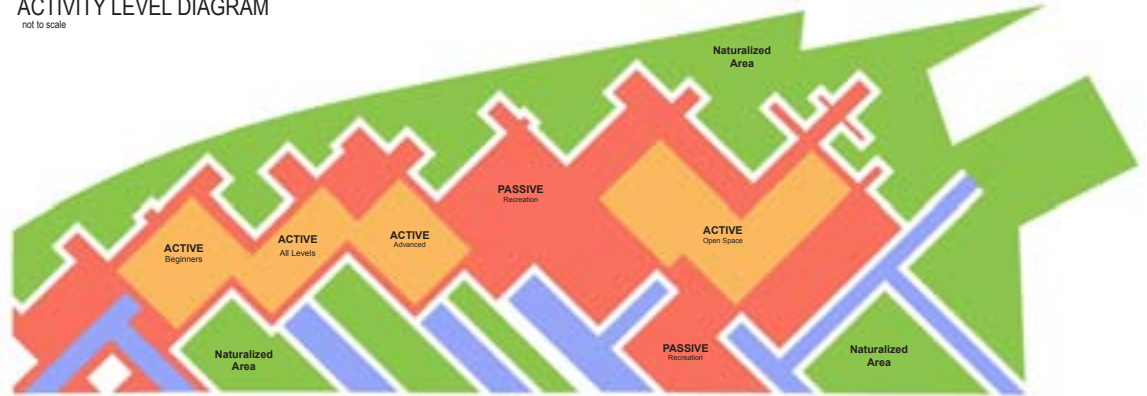 ACTIVITY LEVEL DIAGRAM
not to scale
Naturalized
Area
PASSIVE
Recreation
ACTIVE
Beginners
ACTIVE
All Levels
ACTIVE
Advanced
ACTIVE
Open Space
Naturalized
Area
PASSIVE
Recreation
Naturalized
Area